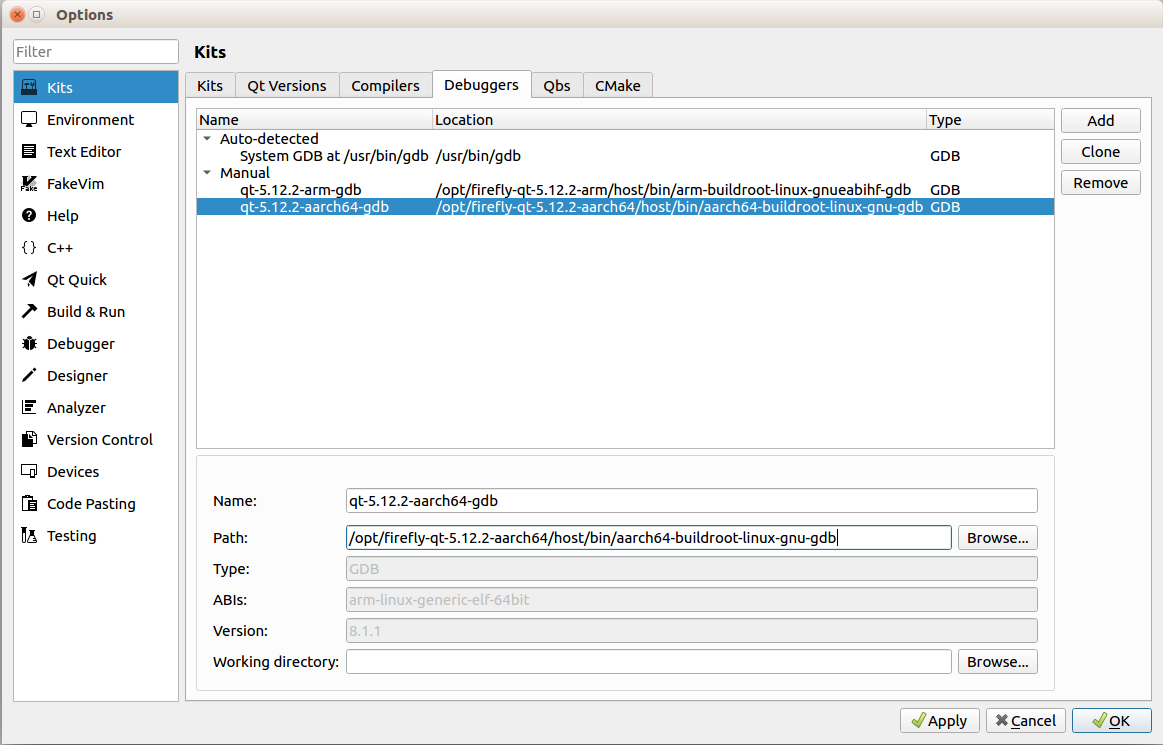 Options
Filter
Kits
Environment
Text Editor
FakeVim
Help
C++
Qt Quick
Build & Run
Debugger
Designer
Analyzer
Version Control
Devices
Code Pasting
Testing
Kits
Kits Qt Versions Compilers Debuggers Qbs CMake
Name Location Type
Auto-detected
System GDB at /usr/bin/gdb /usr/bin/gdb GDB
Manual
qt-5.12.2-arm-gdb /opt/firefly-qt-5.12.2-arm/host/bin/arm-buildroot-linux-gnueabihf-gdb GDB
qt-5.12.2-aarch64-gdb /opt/firefly-qt-5.12.2-aarch64/host/bin/aarch64-buildroot-linux-gnu-gdb GDB
Add
Clone
Remove
Name: qt-5.12.2-aarch64-gdb
Path: /opt/firefly-qt-5.12.2-aarch64/host/bin/aarch64-buildroot-linux-gnu-gdb Browse...
Type: GDB
ABIs: arm-linux-generic-elf-64bit
Version: 8.1.1
Working directory: Browse...
Apply Cancel OK